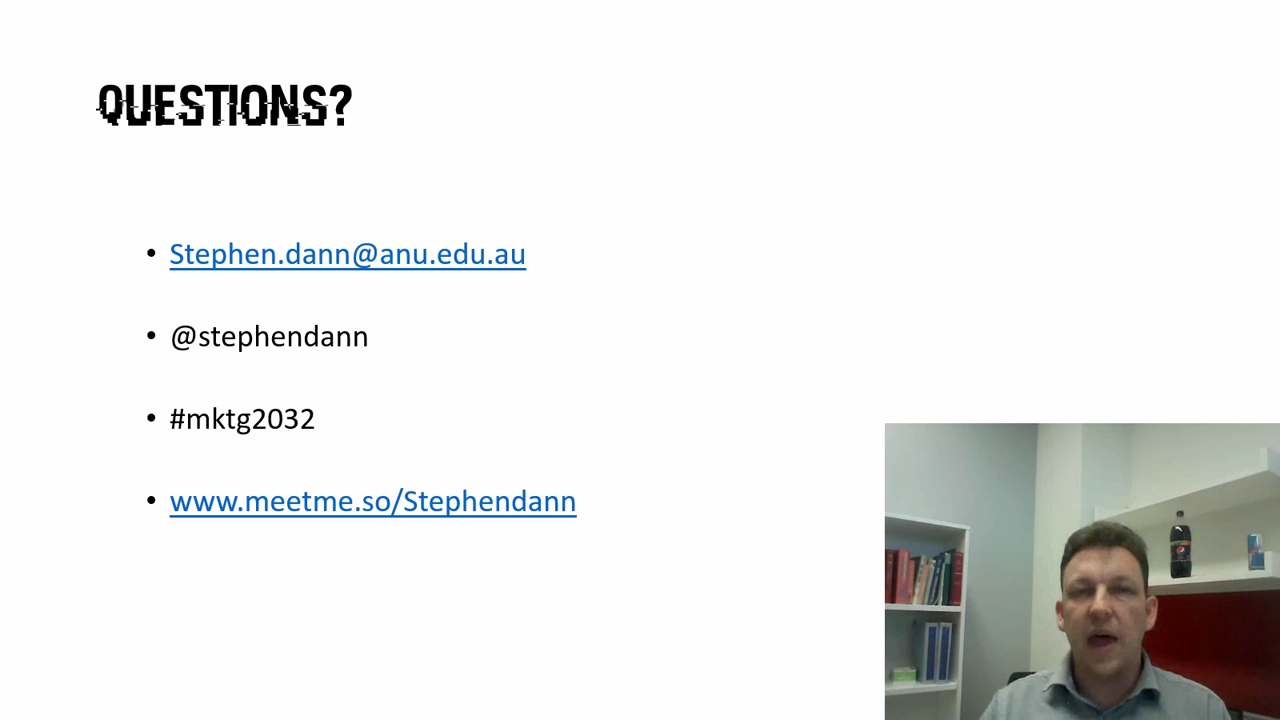 QUESTIONS?
• Stephen.dann@anu.edu.au
• @stephendann
• #mktg2032
• www.meetme.so/Stephendann